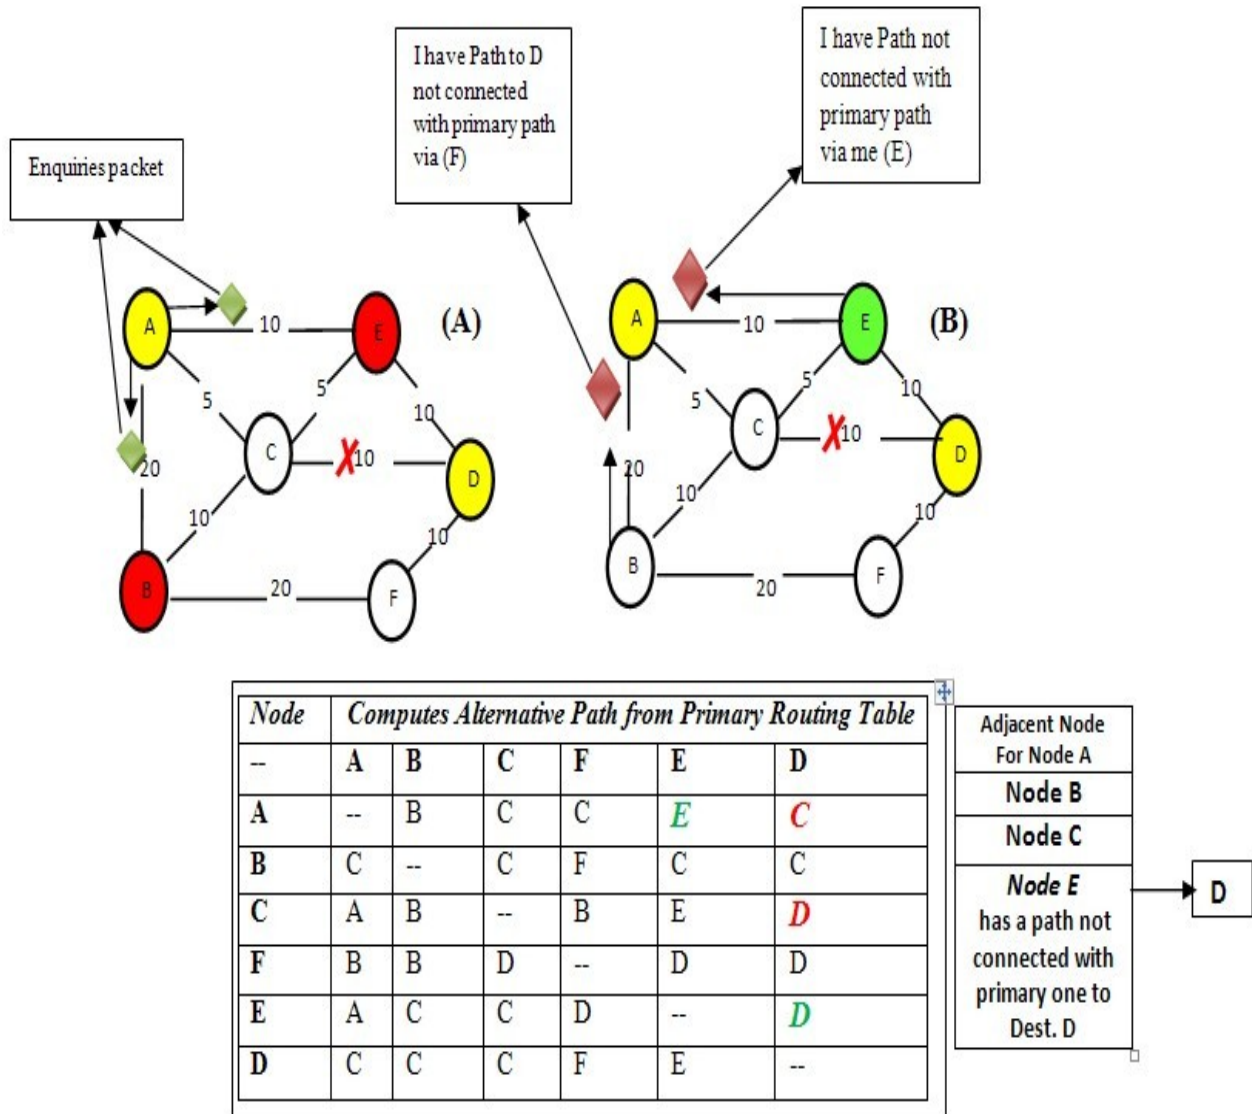 I have Path to D
not connected
with primary path
via (F)
I have Path not
connected with
primary path
via me (E)
Enquiries packet
A
10
E
(A)
5
5
10
C
X
10
20
D
10
10
B
20
F
A
10
E
(B)
5
5
10
C
X
10
20
D
10
10
B
20
F
Node Computes Alternative Path from Primary Routing Table
-- A B C F E D
A -- B C C E C
B C -- C F C C
C A B -- B E D
F B B D -- D D
E A C C D -- D
D C C C F E --
Adjacent Node
For Node A
Node B
Node C
Node E
has a path not
connected with
primary one to
Dest. D
D